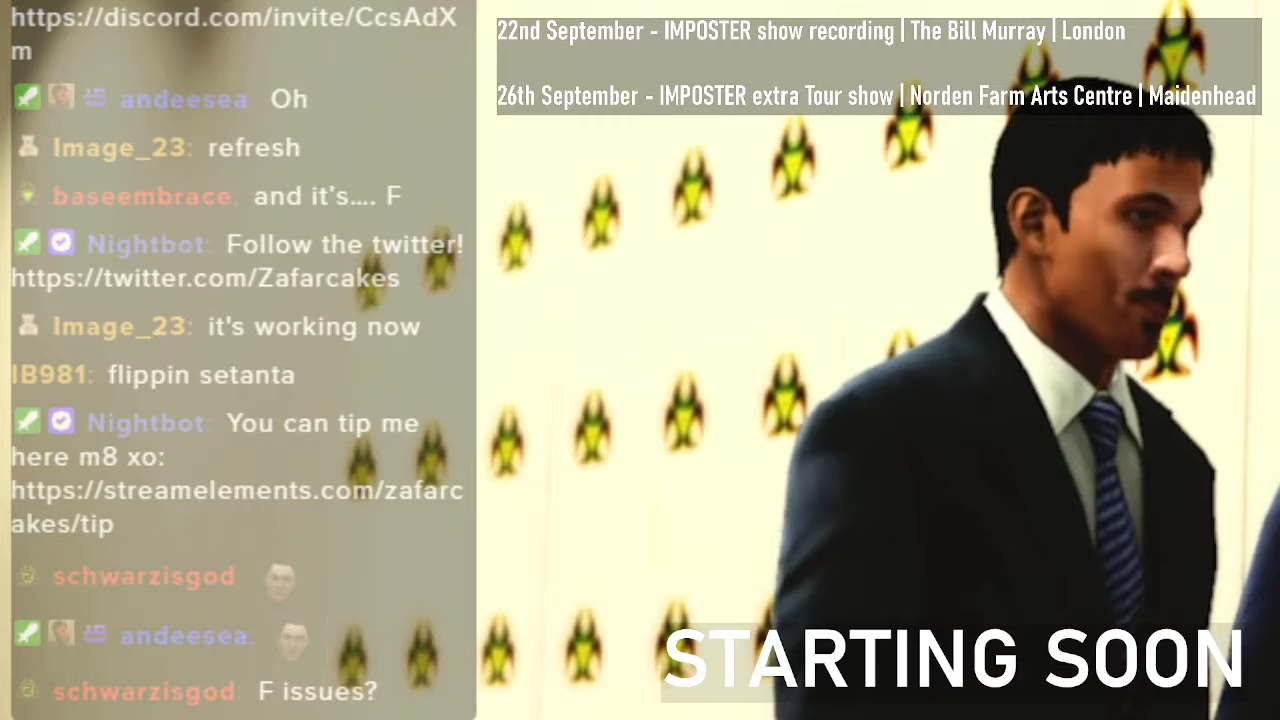 https://discord.com/invite/CcsAdX
m
andeesea Oh
Image_23: refresh
baseembrace: and it's.... F
Nightbot: Follow the twitter!
https://twitter.com/Zafarcakes
Image_23: it's working now
IB981: flippin setanta
Nightbot: You can tip me
here m8 xo:
https://streamelements.com/zafarc
akes/tip
schwarzisgod
andeesea:
schwarzisgod F issues?
22nd September - IMPOSTER show recording | The Bill Murray | London
26th September - IMPOSTER extra Tour show | Norden Farm Arts Centre | Maidenhead
STARTING SOON